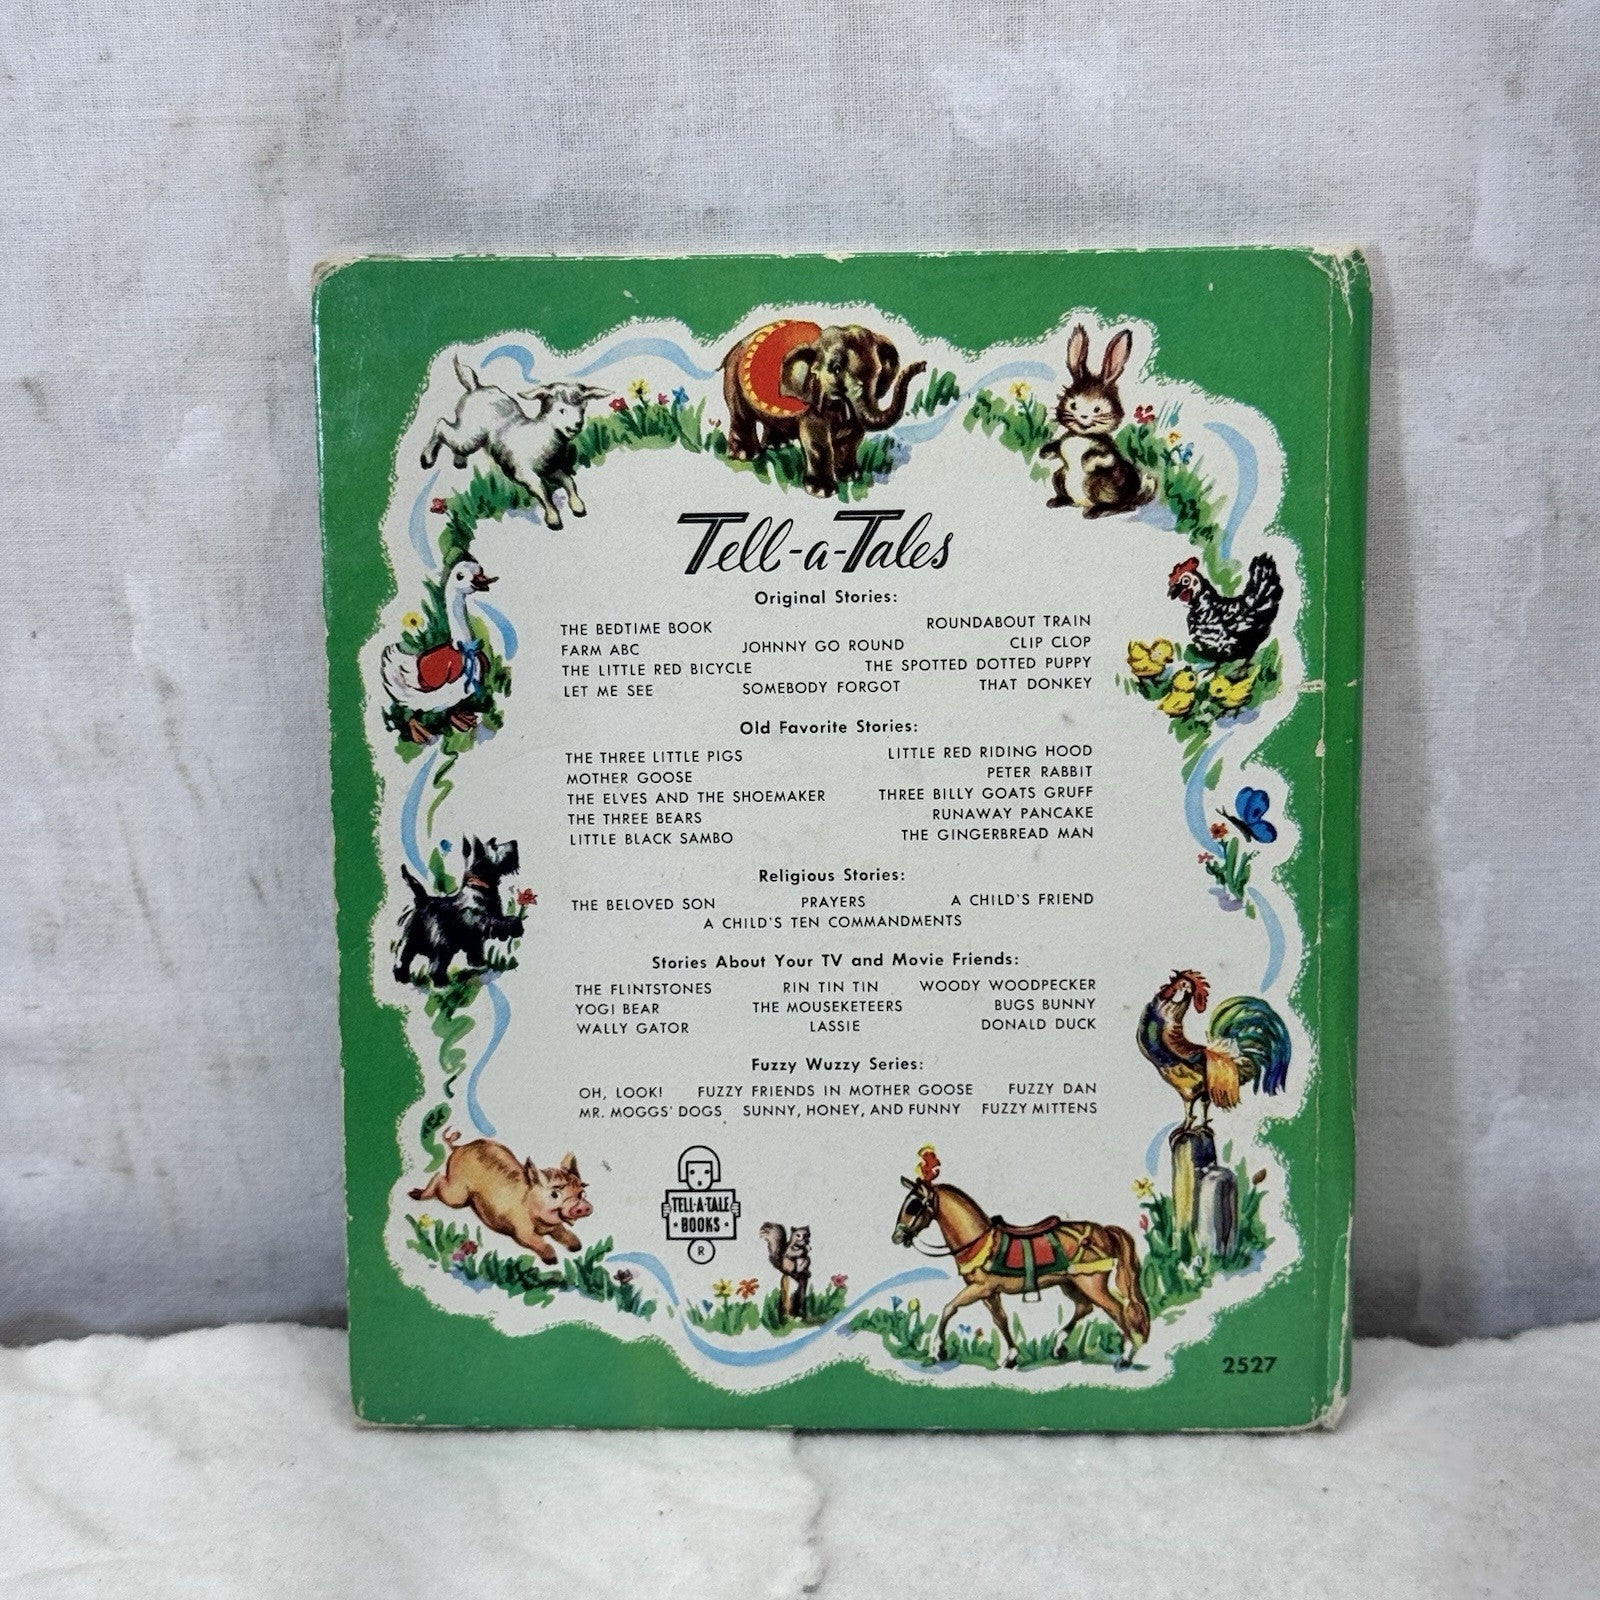 Tell-a-Tales
Original Stories:
THE BEDTIME BOOK ROUNDABOUT TRAIN
FARM ABC JOHNNY GO ROUND CLIP CLOP
THE LITTLE RED BICYCLE THE SPOTTED DOTTED PUPPY
LET ME SEE SOMEBODY FORGOT THAT DONKEY
Old Favorite Stories:
THE THREE LITTLE PIGS LITTLE RED RIDING HOOD
MOTHER GOOSE PETER RABBIT
THE ELVES AND THE SHOEMAKER THREE BILLY GOATS GRUFF
THE THREE BEARS RUNAWAY PANCAKE
LITTLE BLACK SAMBO THE GINGERBREAD MAN
Religious Stories:
THE BELOVED SON PRAYERS A CHILD'S FRIEND
A CHILD'S TEN COMMANDMENTS
Stories About Your TV and Movie Friends:
THE FLINTSTONES RIN TIN TIN WOODY WOODPECKER
YOGI BEAR THE MOUSEKETEERS BUGS BUNNY
WALLY GATOR LASSIE DONALD DUCK
Fuzzy Wuzzy Series:
OH, LOOK! FUZZY FRIENDS IN MOTHER GOOSE FUZZY DAN
MR. MOGGS' DOGS SUNNY, HONEY, AND FUNNY FUZZY MITTENS
TELL-A-TALE
• BOOKS •
R
2527